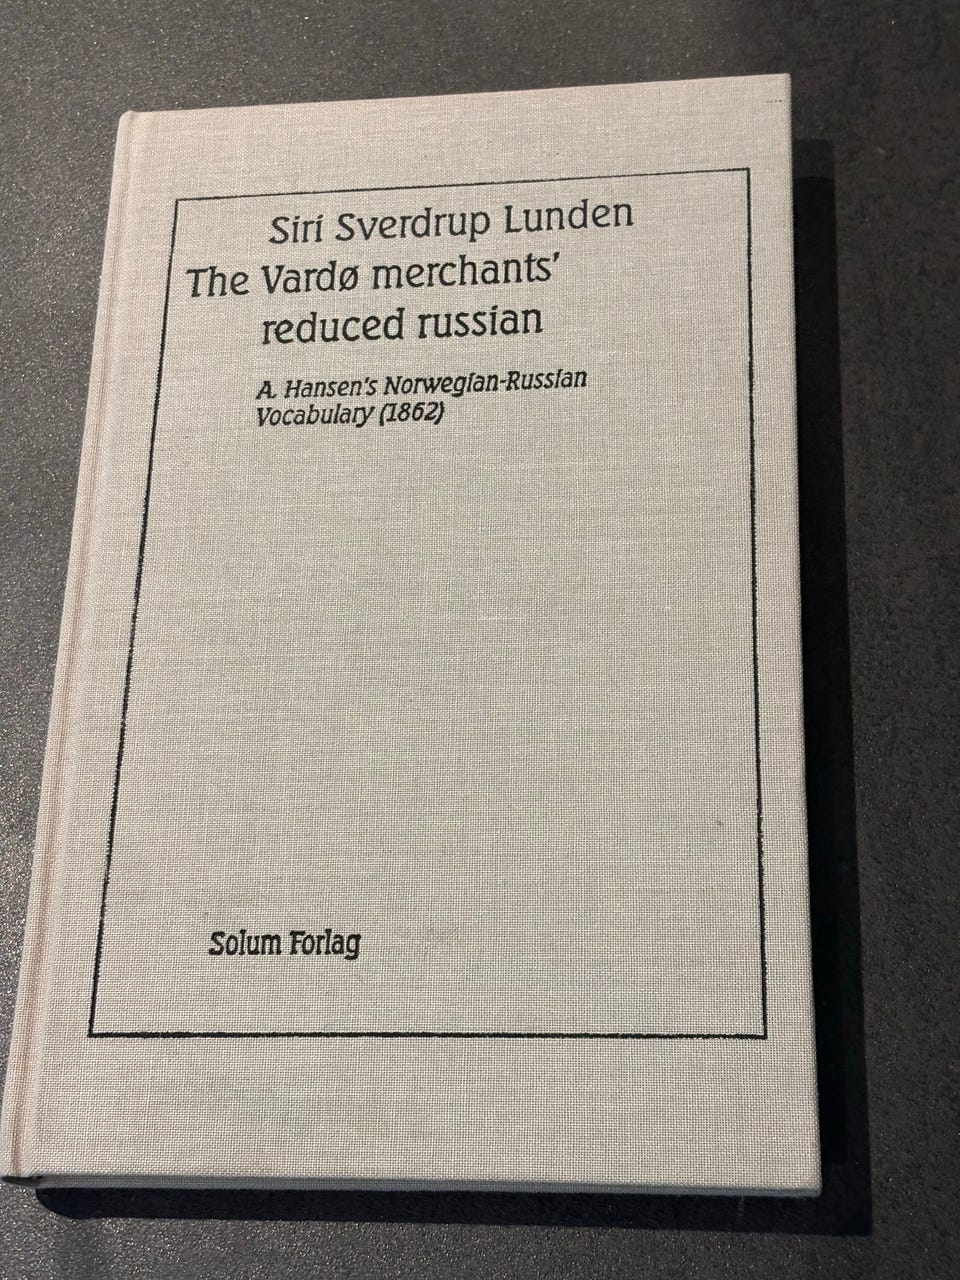 Siri Sverdrup Lunden
The Vardø merchants'
reduced russian
A. Hansen's Norwegian-Russian
Vocabulary (1862)
Solum Forlag